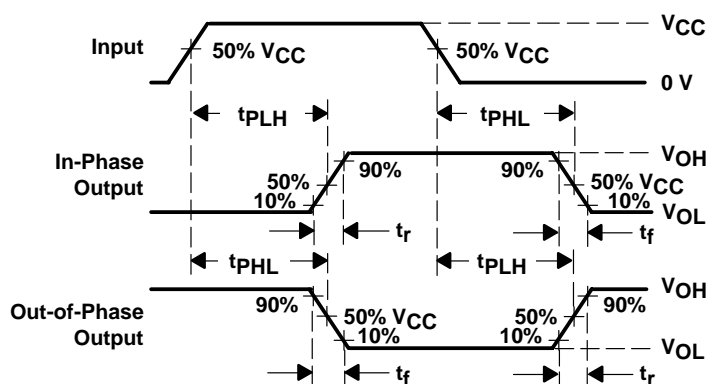 VCC
Input
50% VCC
50% VCC
0 V
tPLH
tPHL
In-Phase
Output
VOH
90%
90%
50%
50% VCC
10%
10%
VOL
tr
tf
tPHL
tPLH
Out-of-Phase
Output
VOH
90%
90%
50% VCC
50%
10%
10%
VOL
tf
tr